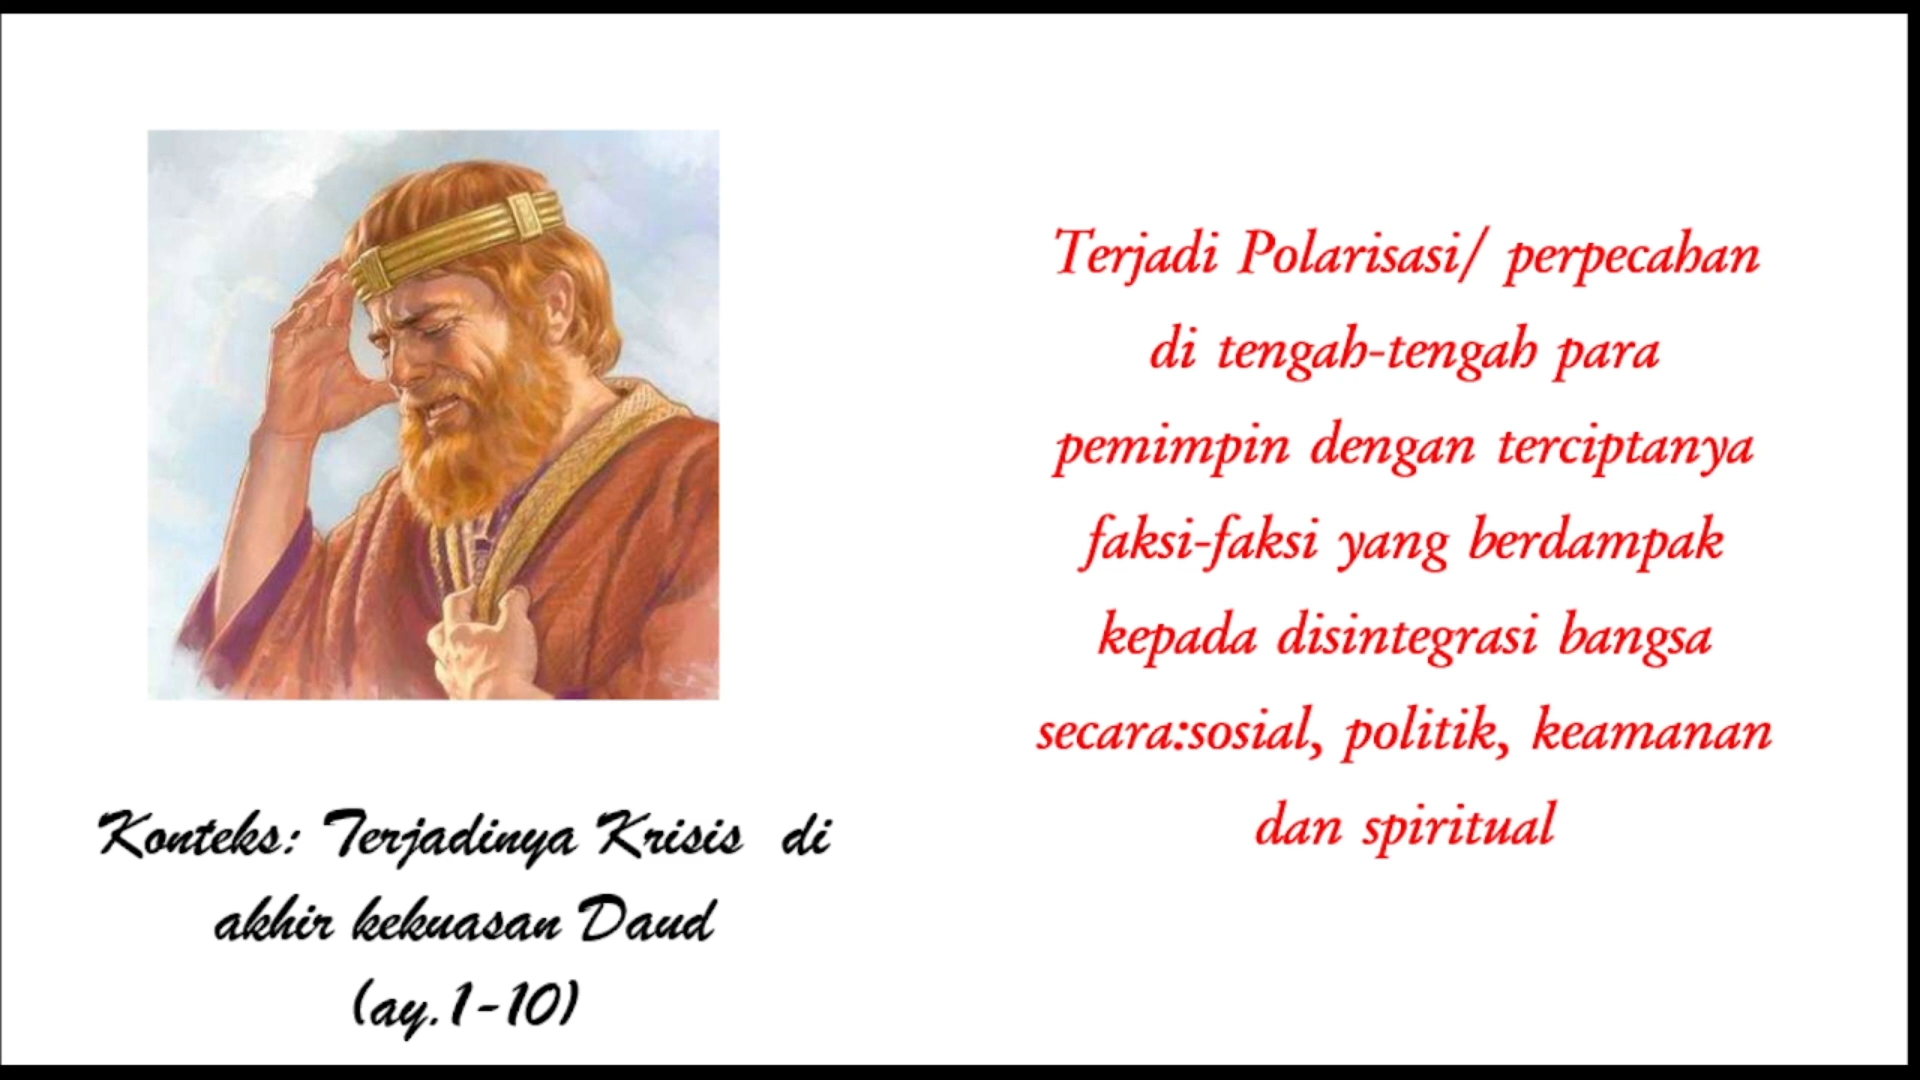 Terjadi Polarisasi/ perpecahan
di tengah-tengah para
pemimpin dengan terciptanya
faksi-faksi yang berdampak
kepada disintegrasi bangsa
secara:sosial, politik, keamanan
dan spiritual
Konteks: Terjadinya Krisis di
akhir kekuasan Daud
(ay.1-10)